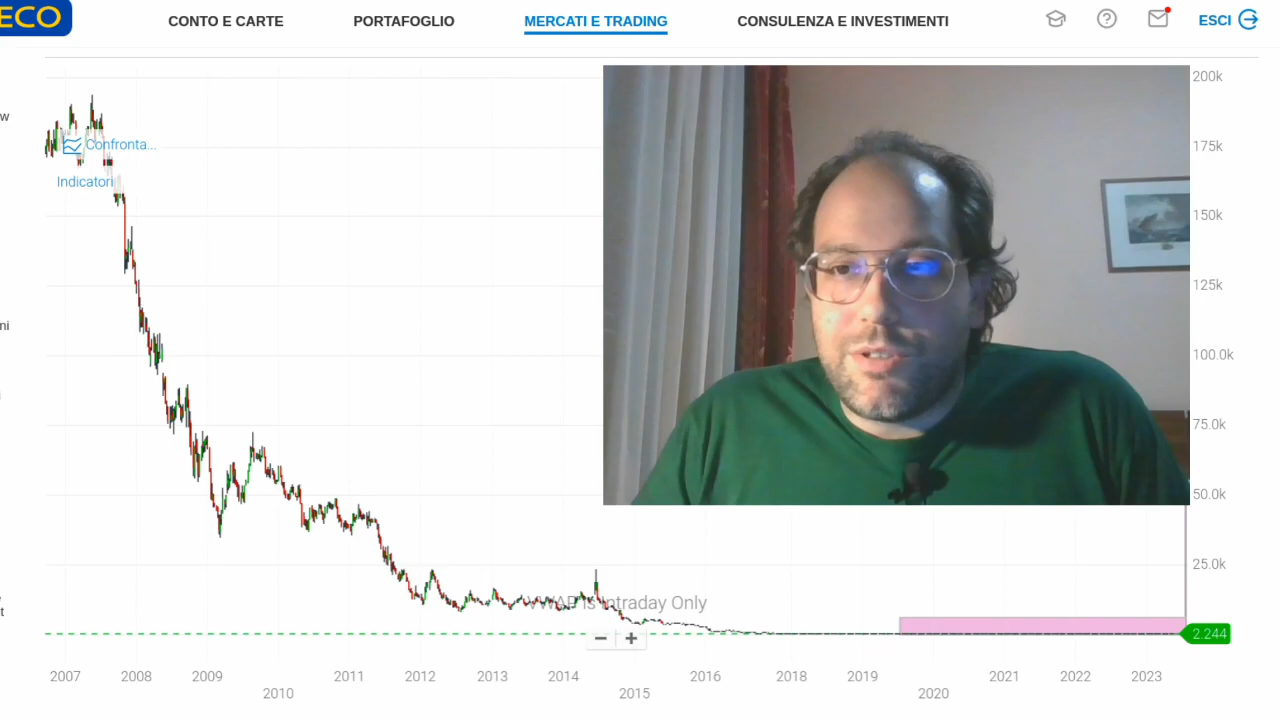 ECO
CONTO E CARTE
PORTAFOGLIO
MERCATI E TRADING
CONSULENZA E INVESTIMENTI
ESCI
w
ni
t
Confronta...
Indicatori
200k
175k
150k
125k
100.0k
75.0k
50.0k
25.0k
2.244
VWAP is Intraday Only
2007
2008
2009
2010
2011
2012
2013
2014
2015
2016
2018
2019
2020
2021
2022
2023